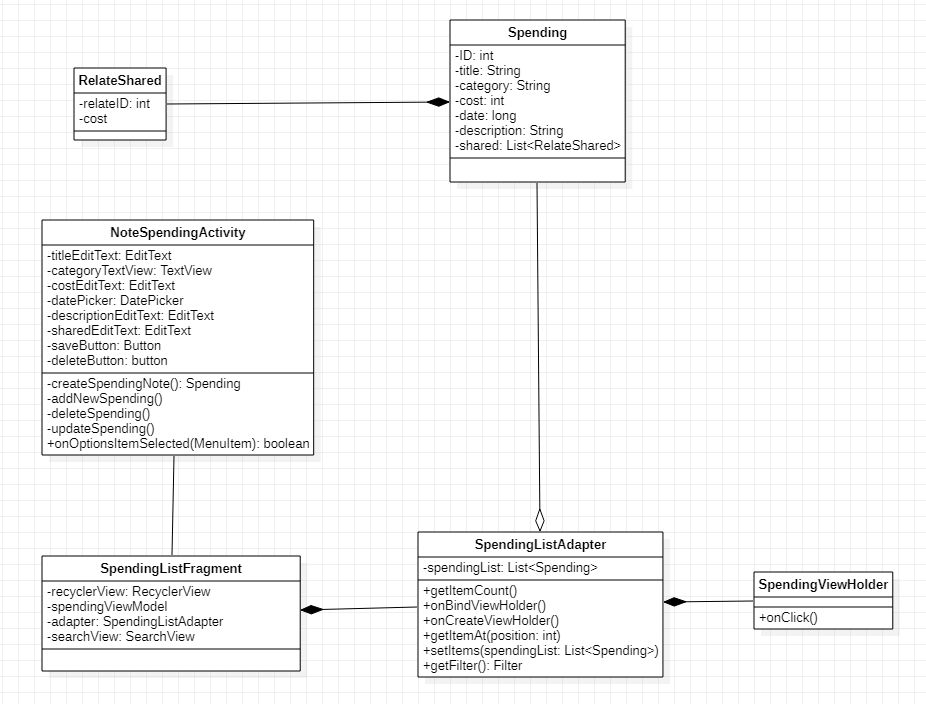 Spending
-ID: int
-title: String
-category: String
-cost: int
-date: long
-description: String
-shared: List<RelateShared>
RelateShared
-relateID: int
-cost
NoteSpendingActivity
-titleEditText: EditText
-categoryTextView: TextView
-costEditText: EditText
-datePicker: DatePicker
-descriptionEditText: EditText
-sharedEditText: EditText
-saveButton: Button
-deleteButton: button
-createSpendingNote(): Spending
-addNewSpending()
-deleteSpending()
-updateSpending()
+onOptionsItemSelected(MenuItem): boolean
SpendingListFragment
-recyclerView: RecyclerView
-spendingViewModel
-adapter: SpendingListAdapter
-searchView: SearchView
SpendingListAdapter
-spendingList: List<Spending>
+getItemCount()
+onBindViewHolder()
+onCreateViewHolder()
+getItemAt(position: int)
+setItems(spendingList: List<Spending>)
+getFilter(): Filter
SpendingViewHolder
+onClick()